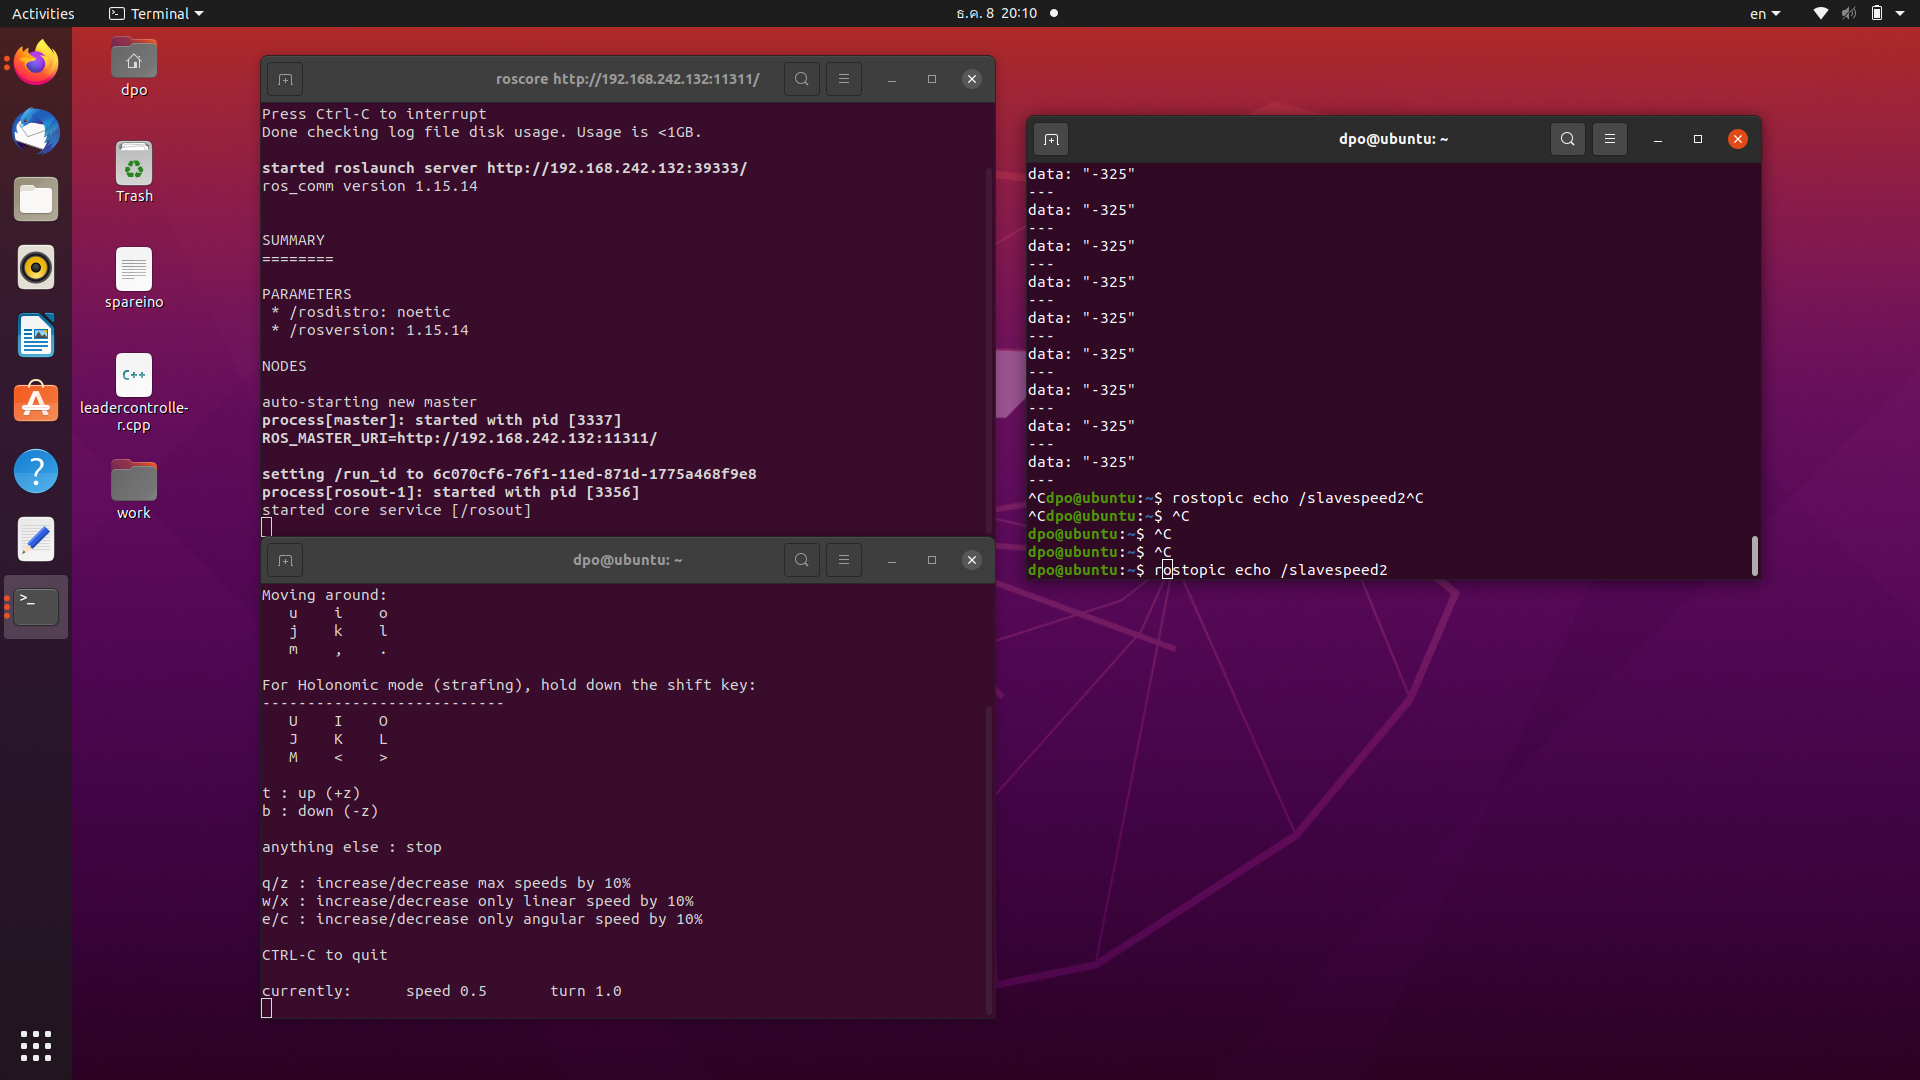 Activities
Terminal
ธ.ค. 8 20:10
en
dpo
Trash
spareino
C++
leadercontrolle-
r.cpp
work
roscore http://192.168.242.132:11311/
Press Ctrl-C to interrupt
Done checking log file disk usage. Usage is <1GB.
started roslaunch server http://192.168.242.132:39333/
ros_comm version 1.15.14
SUMMARY
========
PARAMETERS
* /rosdistro: noetic
* /rosversion: 1.15.14
NODES
auto-starting new master
process[master]: started with pid [3337]
ROS_MASTER_URI=http://192.168.242.132:11311/
setting /run_id to 6c070cf6-76f1-11ed-871d-1775a468f9e8
process[rosout-1]: started with pid [3356]
started core service [/rosout]
dpo@ubuntu: ~
Moving around:
u i o
j k l
m , .
For Holonomic mode (strafing), hold down the shift key:
---------------------------
U I O
J K L
M < >
t : up (+z)
b : down (-z)
anything else : stop
q/z : increase/decrease max speeds by 10%
w/x : increase/decrease only linear speed by 10%
e/c : increase/decrease only angular speed by 10%
CTRL-C to quit
currently: speed 0.5 turn 1.0
dpo@ubuntu: ~
data: "-325"
---
data: "-325"
---
data: "-325"
---
data: "-325"
---
data: "-325"
---
data: "-325"
---
data: "-325"
---
data: "-325"
---
data: "-325"
---
^Cdpo@ubuntu:~$ rostopic echo /slavespeed2^C
^Cdpo@ubuntu:~$ ^C
dpo@ubuntu:~$ ^C
dpo@ubuntu:~$ ^C
dpo@ubuntu:~$ rostopic echo /slavespeed2